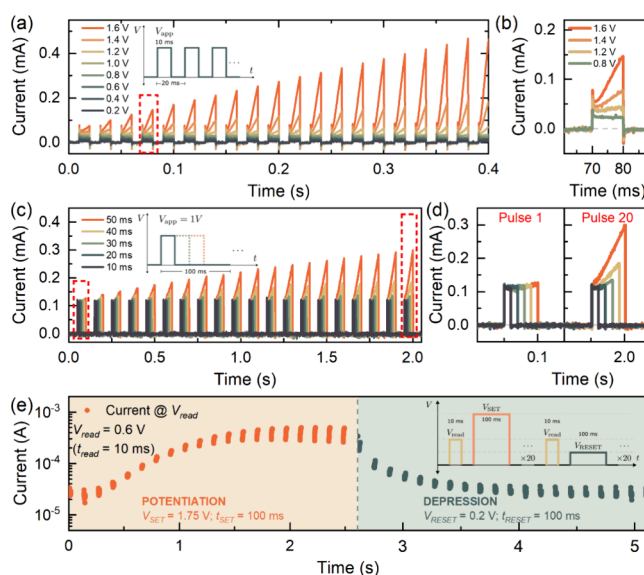 (a)
1.6 V
1.4 V
1.2 V
1.0 V
0.8 V
0.6 V
0.4 V
0.2 V
V
V_app
10 ms
20 ms
...
t
Current (mA)
0.4
0.2
0.0
0.0 0.1 0.2 0.3 0.4
Time (s)
(b)
1.6 V
1.4 V
1.2 V
0.8 V
Current (mA)
0.2
0.1
0.0
70 80
Time (ms)
(c)
50 ms
40 ms
30 ms
20 ms
10 ms
V
V_app = 1V
100 ms
...
t
Current (mA)
0.4
0.3
0.2
0.1
0.0
0.0 0.5 1.0 1.5 2.0
Time (s)
(d)
Pulse 1
Pulse 20
Current (mA)
0.3
0.2
0.1
0.0
0.1 2.0
Time (s)
(e)
Current @ V_read
V_read = 0.6 V
(t_read = 10 ms)
Current (A)
10⁻³
10⁻⁴
10⁻⁵
POTENTIATION
V_SET = 1.75 V; t_SET = 100 ms
V
10 ms
V_read
V_SET
100 ms
×20
10 ms
V_read
100 ms
V_RESET
×20
...
...
t
DEPRESSION
V_RESET = 0.2 V; t_RESET = 100 ms
0 1 2 3 4 5
Time (s)